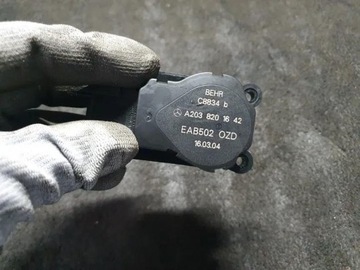 BEHR
C8834 b
A203 820 16 42
EAB502 OZD
16.03.04